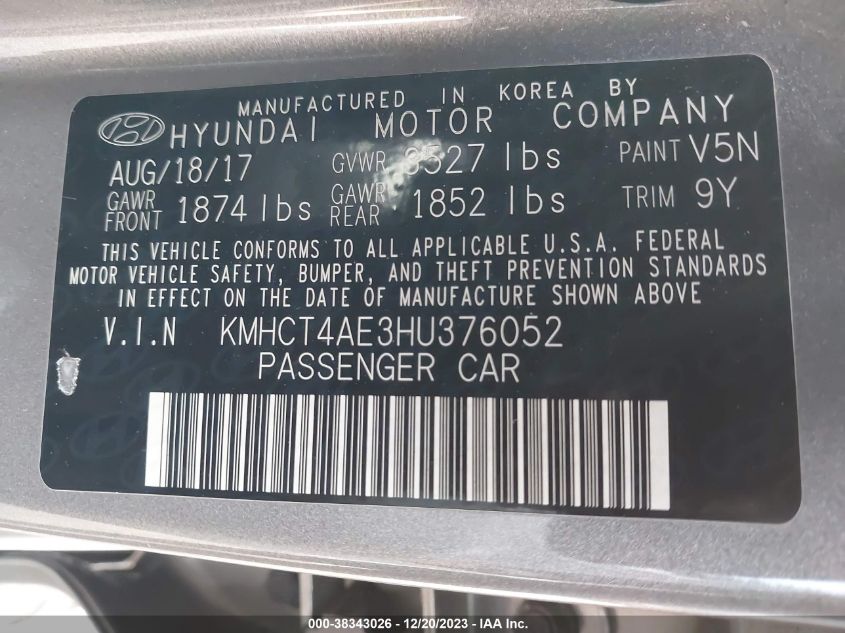 MANUFACTURED IN KOREA BY
HYUNDAI MOTOR COMPANY
AUG/18/17 GVWR 3527 lbs PAINT V5N
GAWR FRONT 1874 lbs GAWR REAR 1852 lbs TRIM 9Y
THIS VEHICLE CONFORMS TO ALL APPLICABLE U.S.A. FEDERAL
MOTOR VEHICLE SAFETY, BUMPER, AND THEFT PREVENTION STANDARDS
IN EFFECT ON THE DATE OF MANUFACTURE SHOWN ABOVE
V.I.N KMHCT4AE3HU376052
PASSENGER CAR
000-38343026 - 12/20/2023 - IAA Inc.